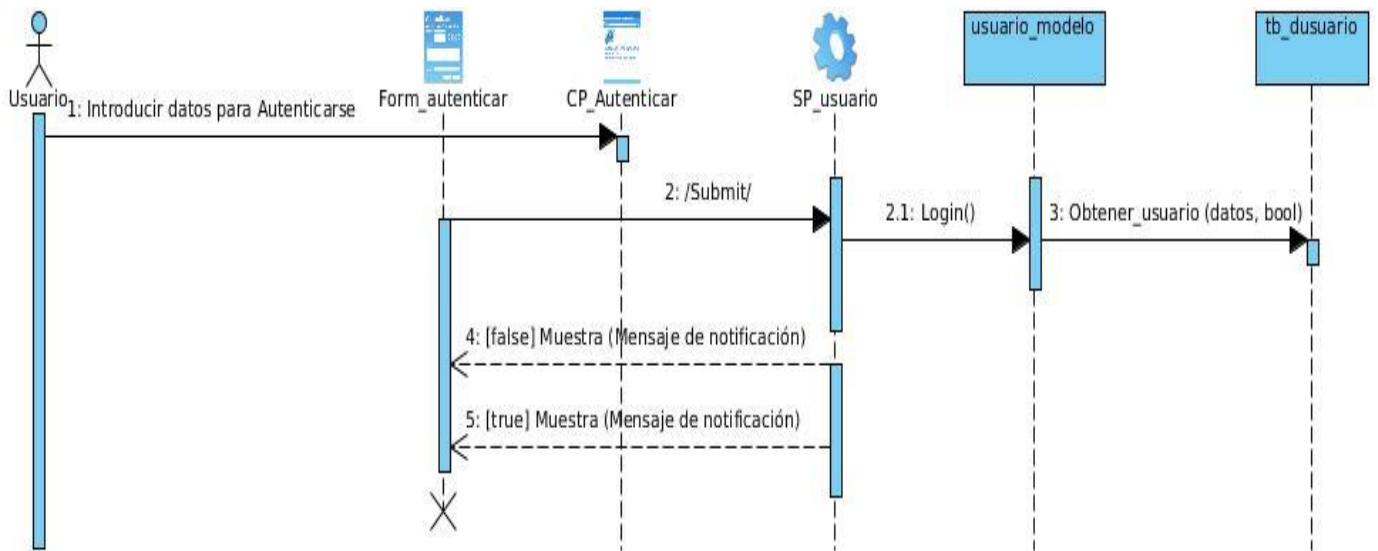 usuario_modelo
tb_dusuario
Usuario
Form_autenticar
CP_Autenticar
SP_usuario
1: Introducir datos para Autenticarse
2: /Submit/
2.1: Login()
3: Obtener_usuario (datos, bool)
4: [false] Muestra (Mensaje de notificación)
5: [true] Muestra (Mensaje de notificación)